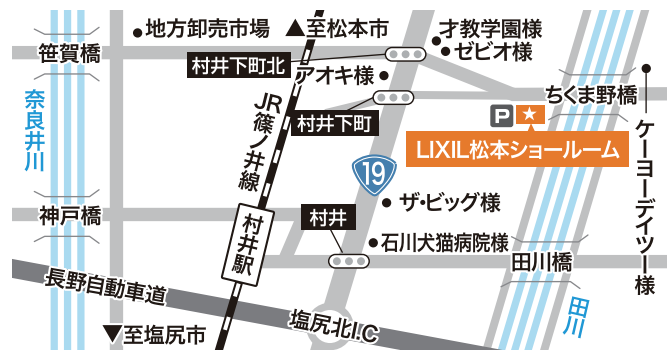 地方卸売市場
▲至松本市
才教学園様
ゼビオ様
笹賀橋
村井下町北
アオキ様
ちくま野橋
奈良井川
JR篠ノ井線
村井下町
P
★
LIXIL松本ショールーム
ケーヨーデイツー様
19
ザ・ビッグ様
神戸橋
村井
村井駅
石川犬猫病院様
田川橋
長野自動車道
塩尻北I.C
田川
▼至塩尻市